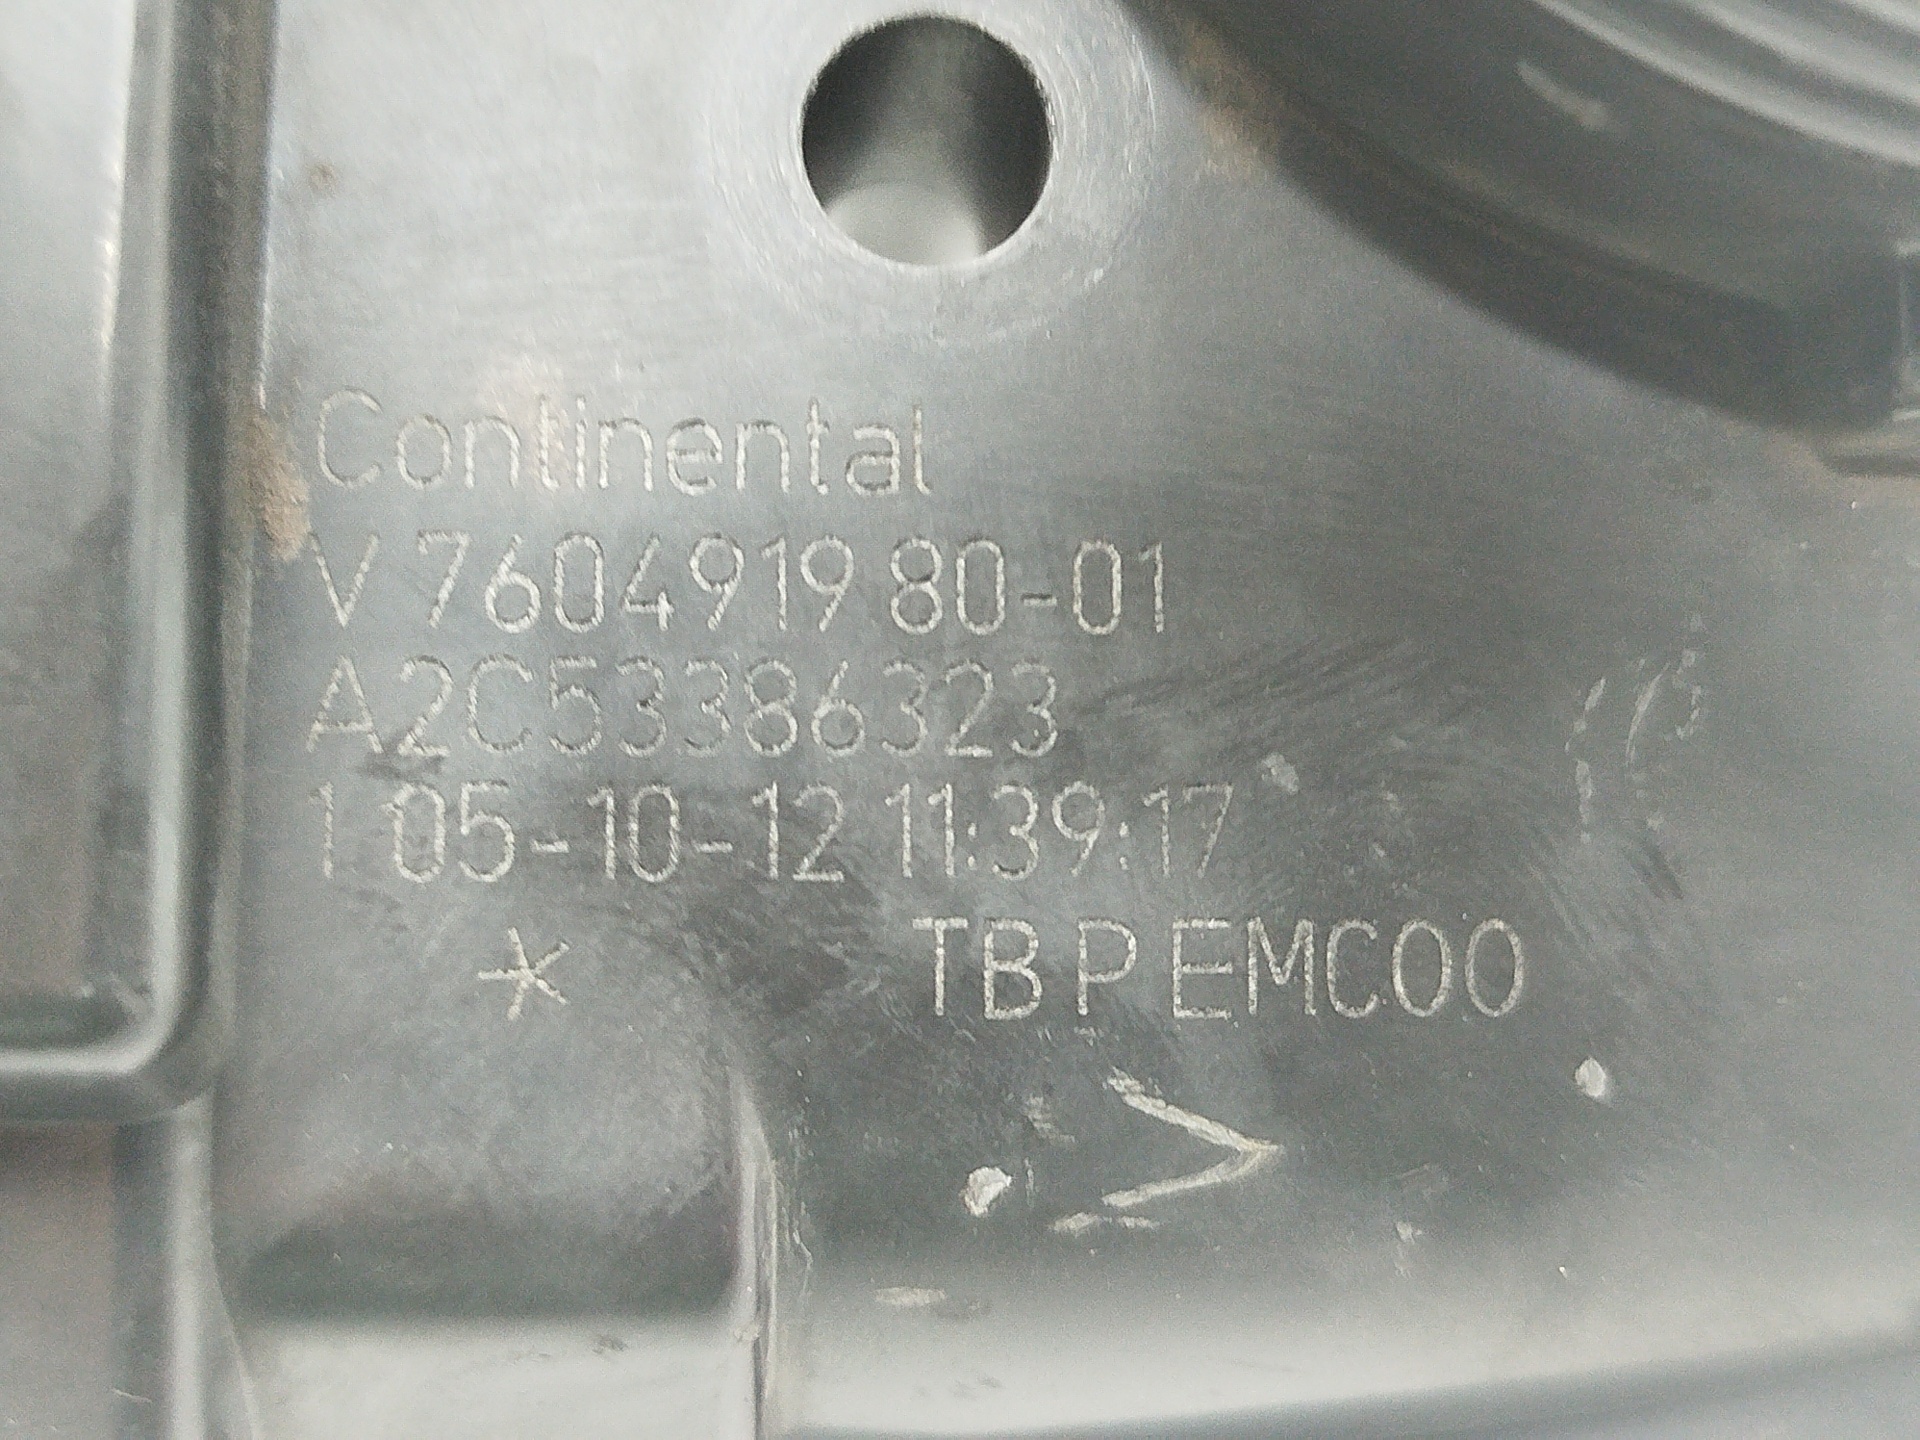 Continental
V 7604919 80-01
A2C53386323
1 05-10-12 11:39:17
* TB P EMC00
>